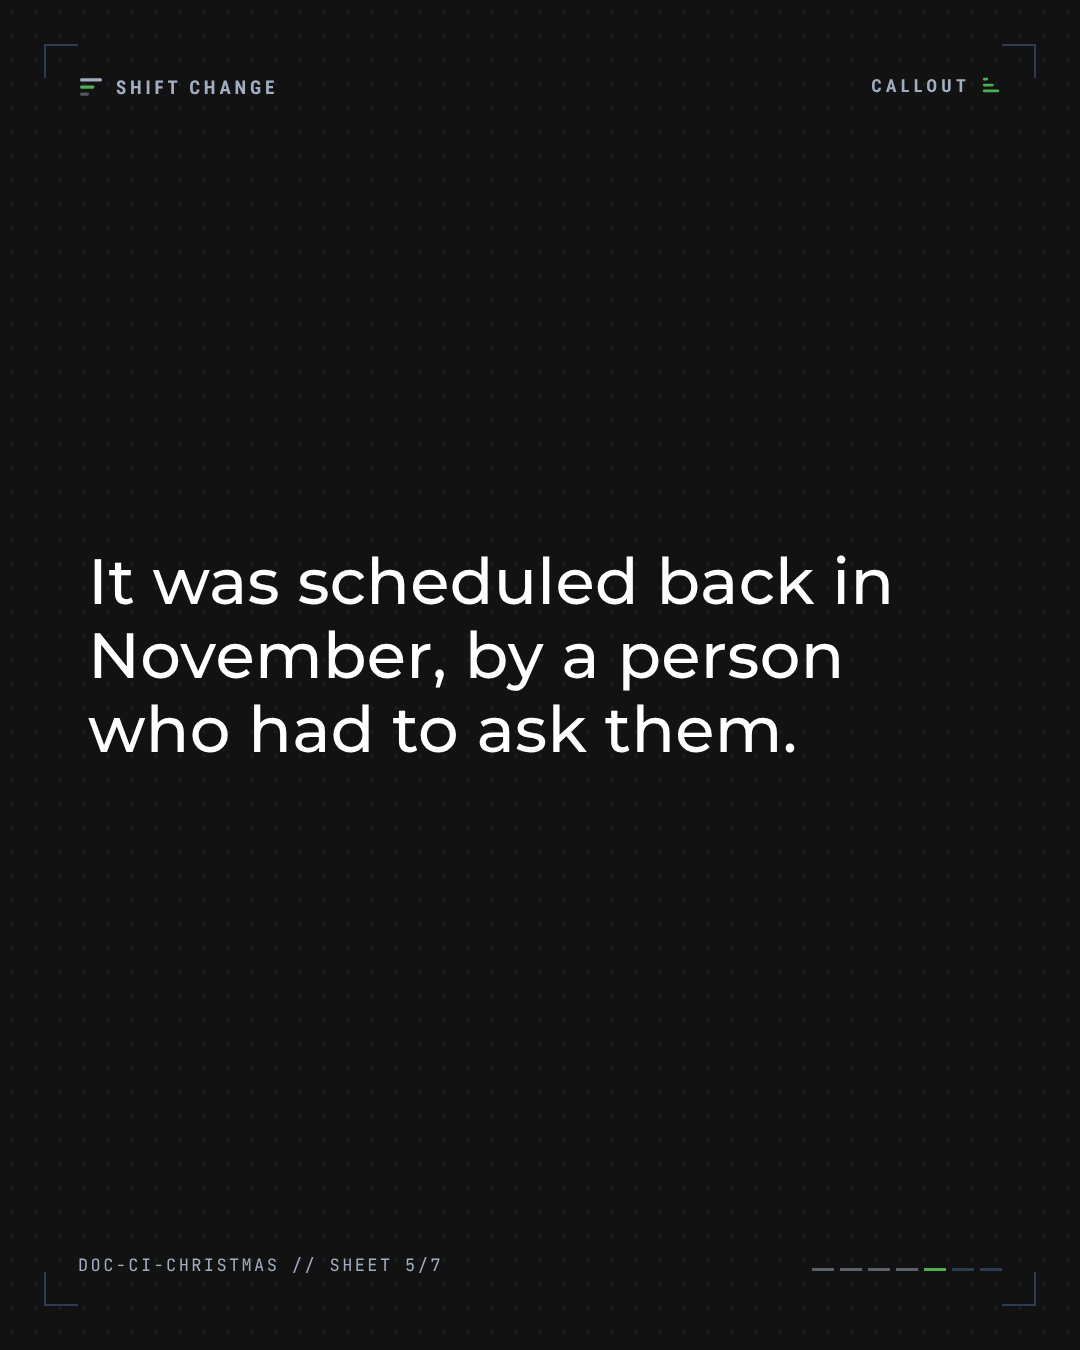 SHIFT CHANGE
CALLOUT
It was scheduled back in
November, by a person
who had to ask them.
DOC-CI-CHRISTMAS // SHEET 5/7